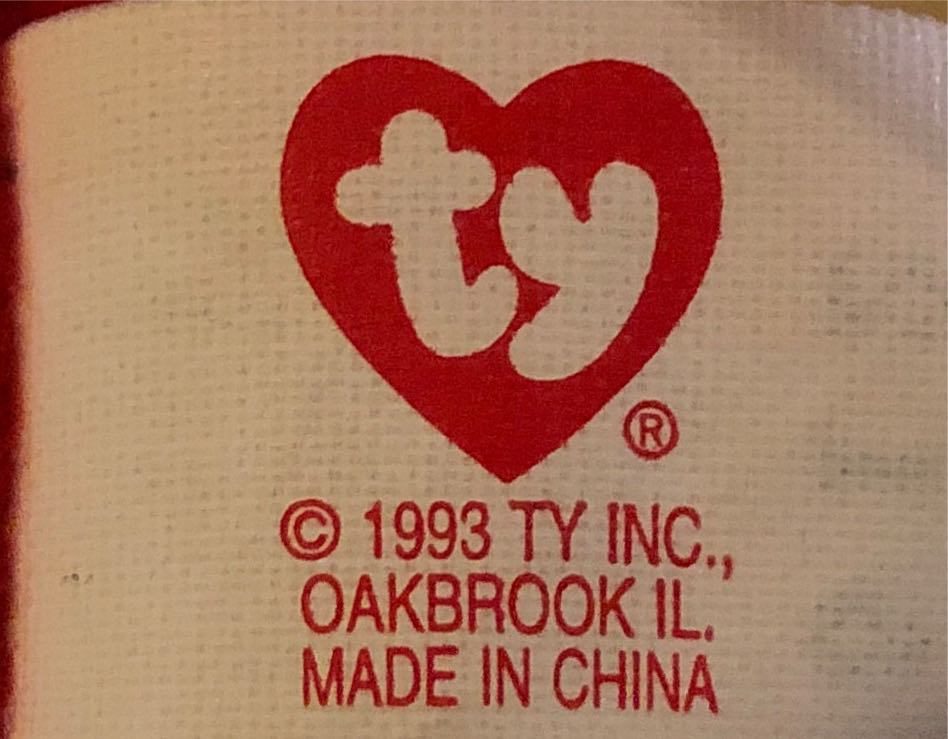 ty
®
© 1993 TY INC.,
OAKBROOK IL.
MADE IN CHINA